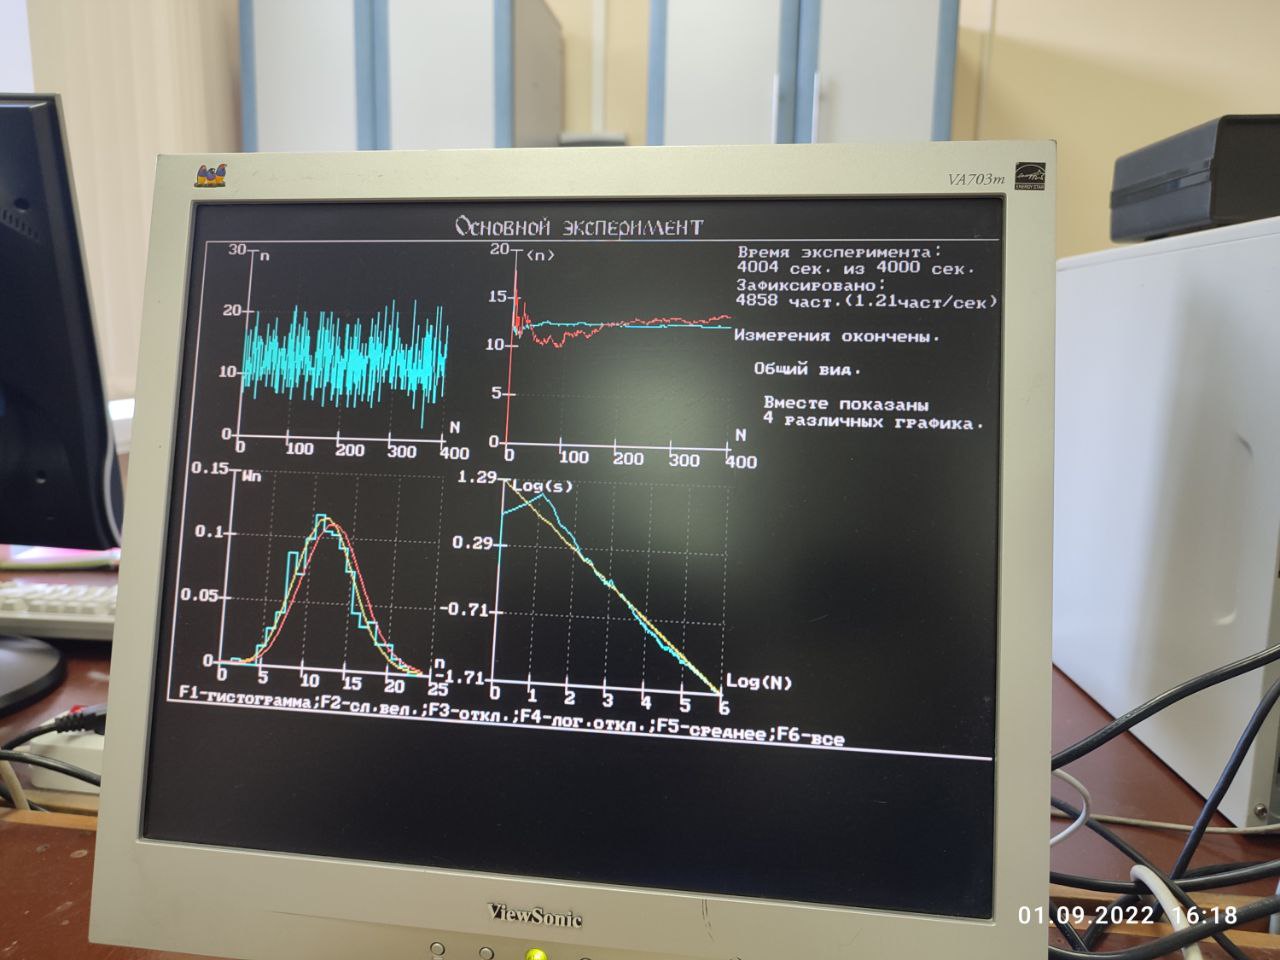 VA703m
ENERGY STAR
Основной эксперимент
30 n
20
10
0
0 100 200 300 400
N
20 (n)
15
10
5
0
0 100 200 300 400
N
Время эксперимента:
4004 сек. из 4000 сек.
Зафиксировано:
4858 част.(1.21част/сек)
Измерения окончены.
Общий вид.
Вместе показаны
4 различных графика.
0.15 Wn
0.1
0.05
0
0 5 10 15 20 25
n
1.29 Log(s)
0.29
-0.71
-1.71
0 1 2 3 4 5 6
Log(N)
F1-гистограмма;F2-сл.вел.;F3-откл.;F4-лог.откл.;F5-среднее;F6-все
ViewSonic
01.09.2022 16:18